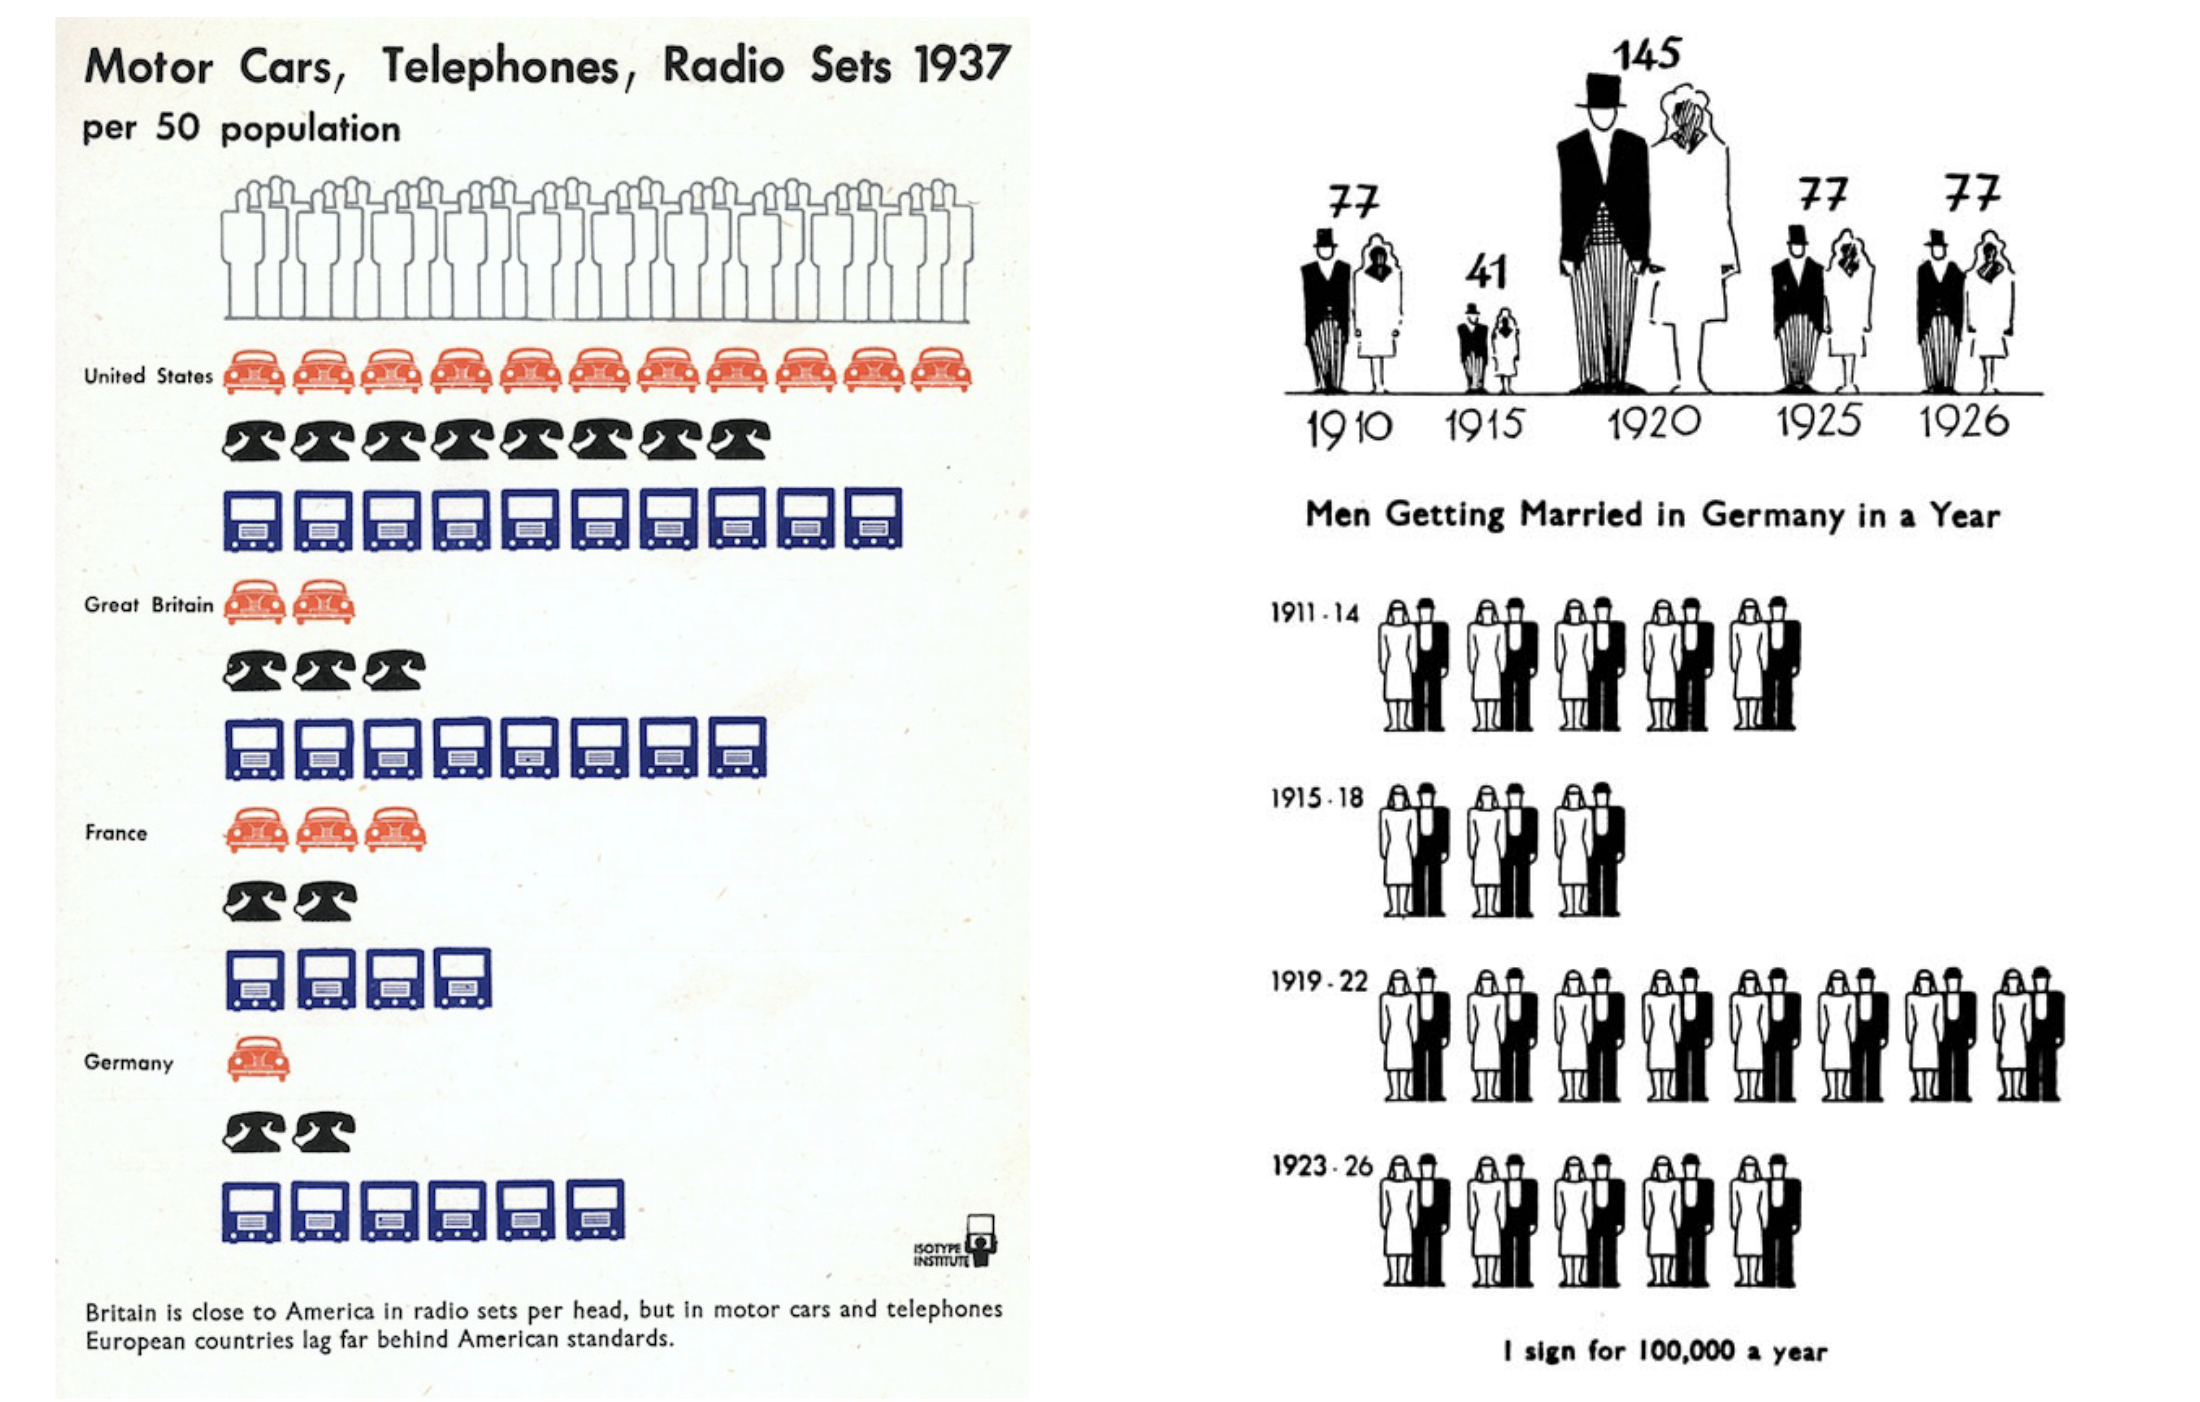 Motor Cars, Telephones, Radio Sets 1937
per 50 population
United States
Great Britain
France
Germany
ISOTYPE
INSTITUTE
Britain is close to America in radio sets per head, but in motor cars and telephones
European countries lag far behind American standards.
145
77
41
77
77
1910
1915
1920
1925
1926
Men Getting Married in Germany in a Year
1911-14
1915-18
1919-22
1923-26
1 sign for 100,000 a year